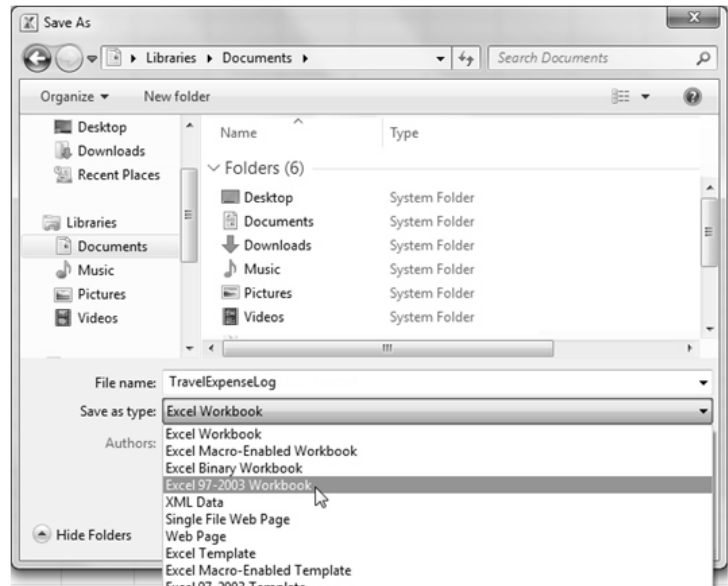 Save As
Libraries ▸ Documents ▸
Search Documents
Organize ▾ New folder
Desktop
Downloads
Recent Places
Libraries
Documents
Music
Pictures
Videos
Name Type
Folders (6)
Desktop System Folder
Documents System Folder
Downloads System Folder
Music System Folder
Pictures System Folder
Videos System Folder
File name: TravelExpenseLog
Save as type: Excel Workbook
Authors:
Excel Workbook
Excel Macro-Enabled Workbook
Excel Binary Workbook
Excel 97-2003 Workbook
XML Data
Single File Web Page
Web Page
Excel Template
Excel Macro-Enabled Template
Excel 97-2003 Template
Hide Folders